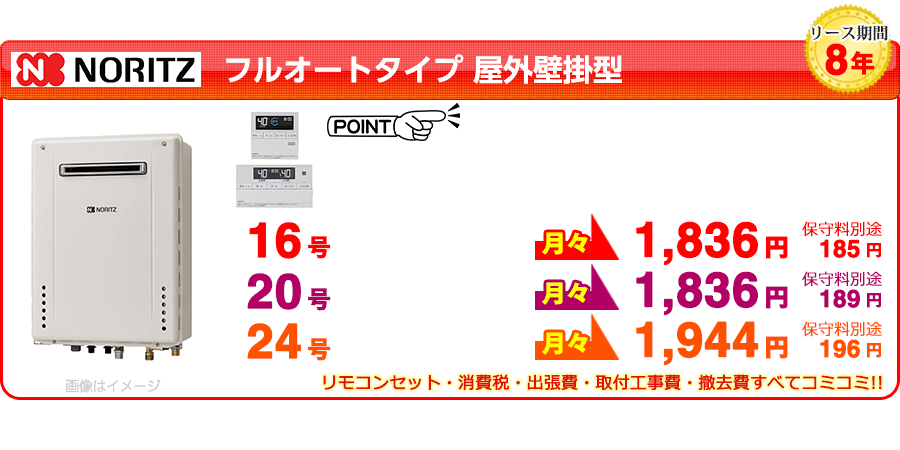 リース期間
8年
NORITZ フルオートタイプ 屋外壁掛型
POINT
NORITZ
16号 月々 1,836円 保守料別途 185円
20号 月々 1,836円 保守料別途 189円
24号 月々 1,944円 保守料別途 196円
画像はイメージ
リモコンセット・消費税・出張費・取付工事費・撤去費すべてコミコミ!!